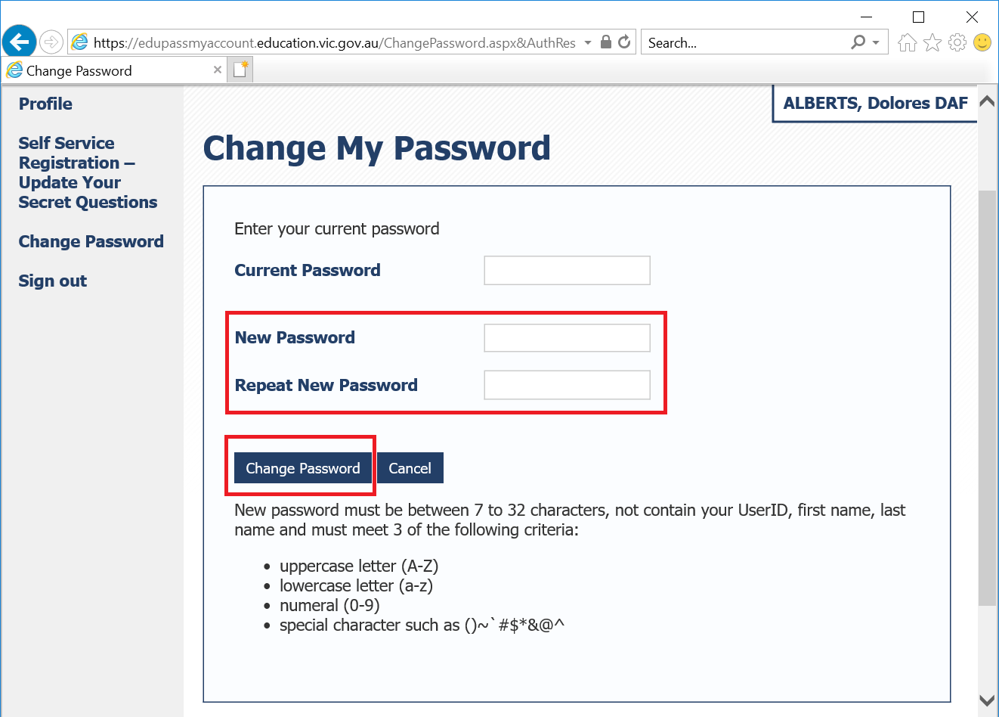 https://edupassmyaccount.education.vic.gov.au/ChangePassword.aspx&AuthRes
Search...
Change Password
Profile
Self Service
Registration –
Update Your
Secret Questions
Change Password
Sign out
ALBERTS, Dolores DAF
Change My Password
Enter your current password
Current Password
New Password
Repeat New Password
Change Password
Cancel
New password must be between 7 to 32 characters, not contain your UserID, first name, last
name and must meet 3 of the following criteria:
• uppercase letter (A-Z)
• lowercase letter (a-z)
• numeral (0-9)
• special character such as ()~`#$*&@^